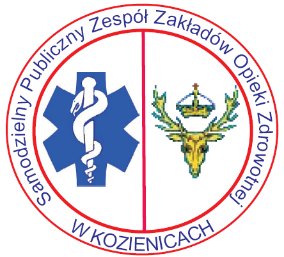 Samodzielny Publiczny Zespół Zakładów Opieki Zdrowotnej
W KOZIENICACH